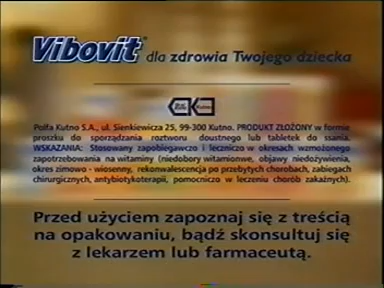 Vibovit® dla zdrowia Twojego dziecka
Kutno
Polfa Kutno S.A., ul. Sienkiewicza 25, 99-300 Kutno. PRODUKT ZŁOŻONY w formie
proszku do sporządzania roztworu doustnego lub tabletek do ssania.
WSKAZANIA: Stosowany zapobiegawczo i leczniczo w okresach wzmożonego
zapotrzebowania na witaminy (niedobory witaminowe, objawy niedożywienia,
okres zimowo - wiosenny, rekonwalescencja po przebytych chorobach, zabiegach
chirurgicznych, antybiotykoterapii, pomocniczo w leczeniu chorób zakaźnych).
Przed użyciem zapoznaj się z treścią
na opakowaniu, bądź skonsultuj się
z lekarzem lub farmaceutą.